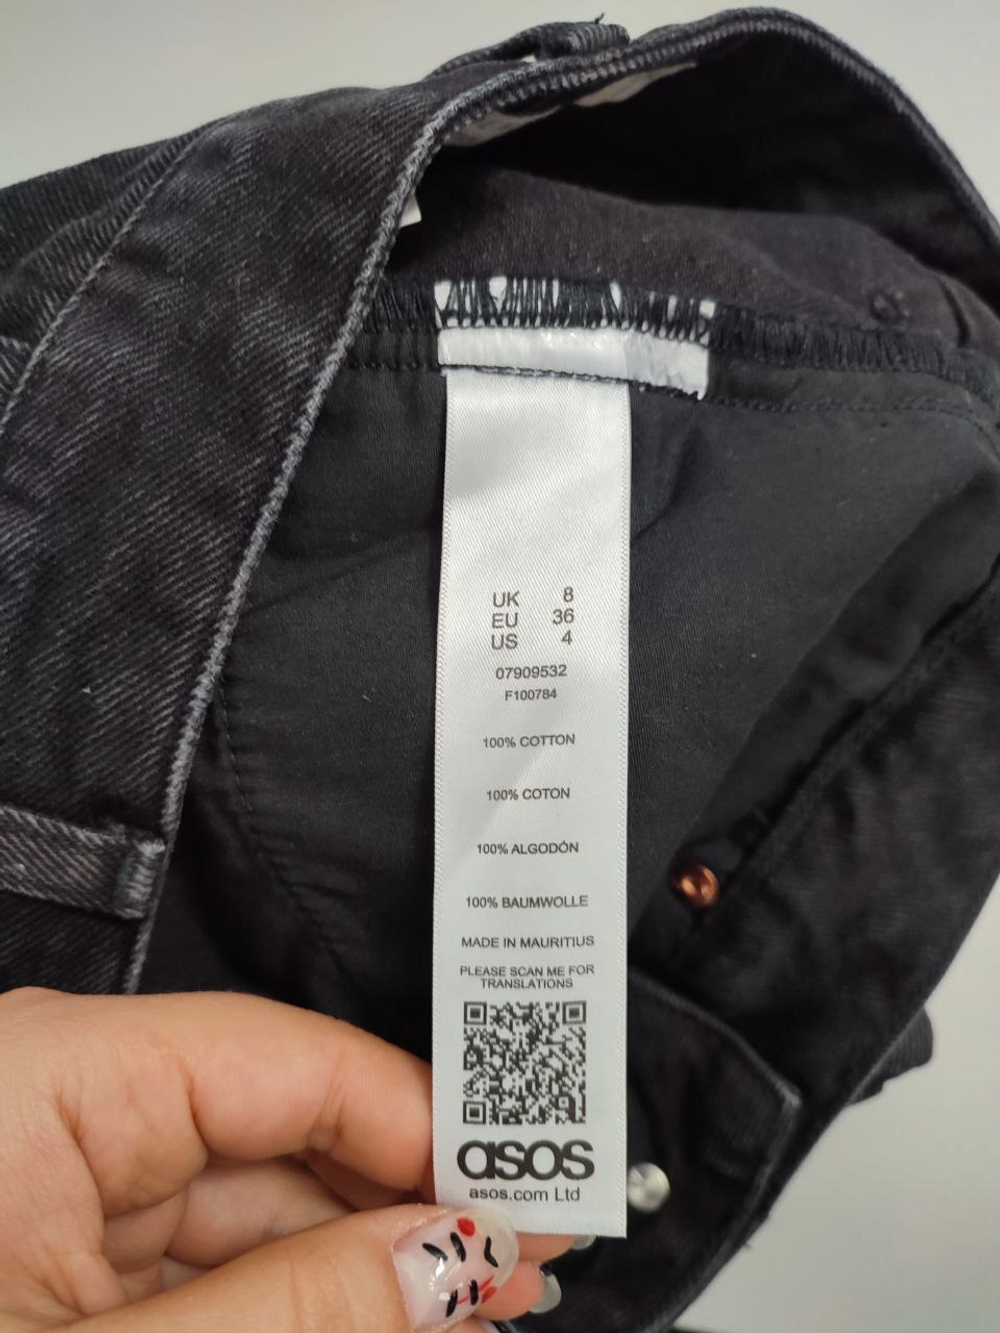 UK 8
EU 36
US 4
07909532
F100784
100% COTTON
100% COTON
100% ALGODÓN
100% BAUMWOLLE
MADE IN MAURITIUS
PLEASE SCAN ME FOR
TRANSLATIONS
asos
asos.com Ltd